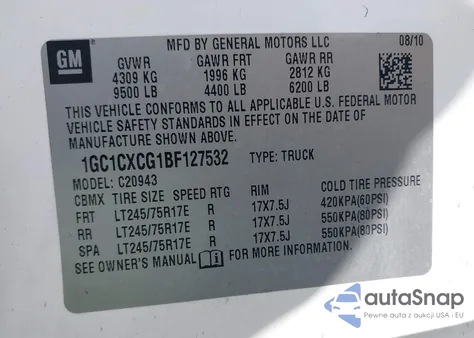 GM
MFD BY GENERAL MOTORS LLC 08/10
GVWR GAWR FRT GAWR RR
4309 KG 1996 KG 2812 KG
9500 LB 4400 LB 6200 LB
THIS VEHICLE CONFORMS TO ALL APPLICABLE U.S. FEDERAL MOTOR
VEHICLE SAFETY STANDARDS IN EFFECT ON THE DATE OF
MANUFACTURE SHOWN ABOVE.
1GC1CXCG1BF127532 TYPE: TRUCK
MODEL: C20943
CBMX TIRE SIZE SPEED RTG RIM COLD TIRE PRESSURE
FRT LT245/75R17E R 17X7.5J 420KPA(60PSI)
RR LT245/75R17E R 17X7.5J 550KPA(80PSI)
SPA LT245/75R17E R 17X7.5J 550KPA(80PSI)
SEE OWNER'S MANUAL i FOR MORE INFORMATION
autoSnap
Pewne auta z aukcji USA i EU